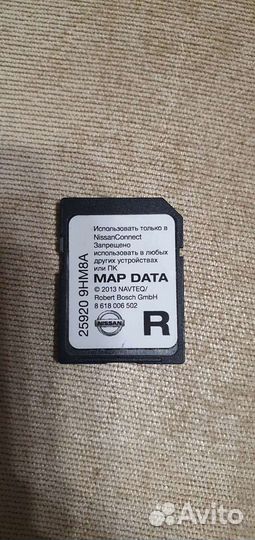 Использовать только в
NissanConnect
Запрещено
использовать в любых
других устройствах
или ПК
MAP DATA
© 2013 NAVTEQ/
Robert Bosch GmbH
8 618 006 502
NISSAN
R
25920 9HM8A
Avito